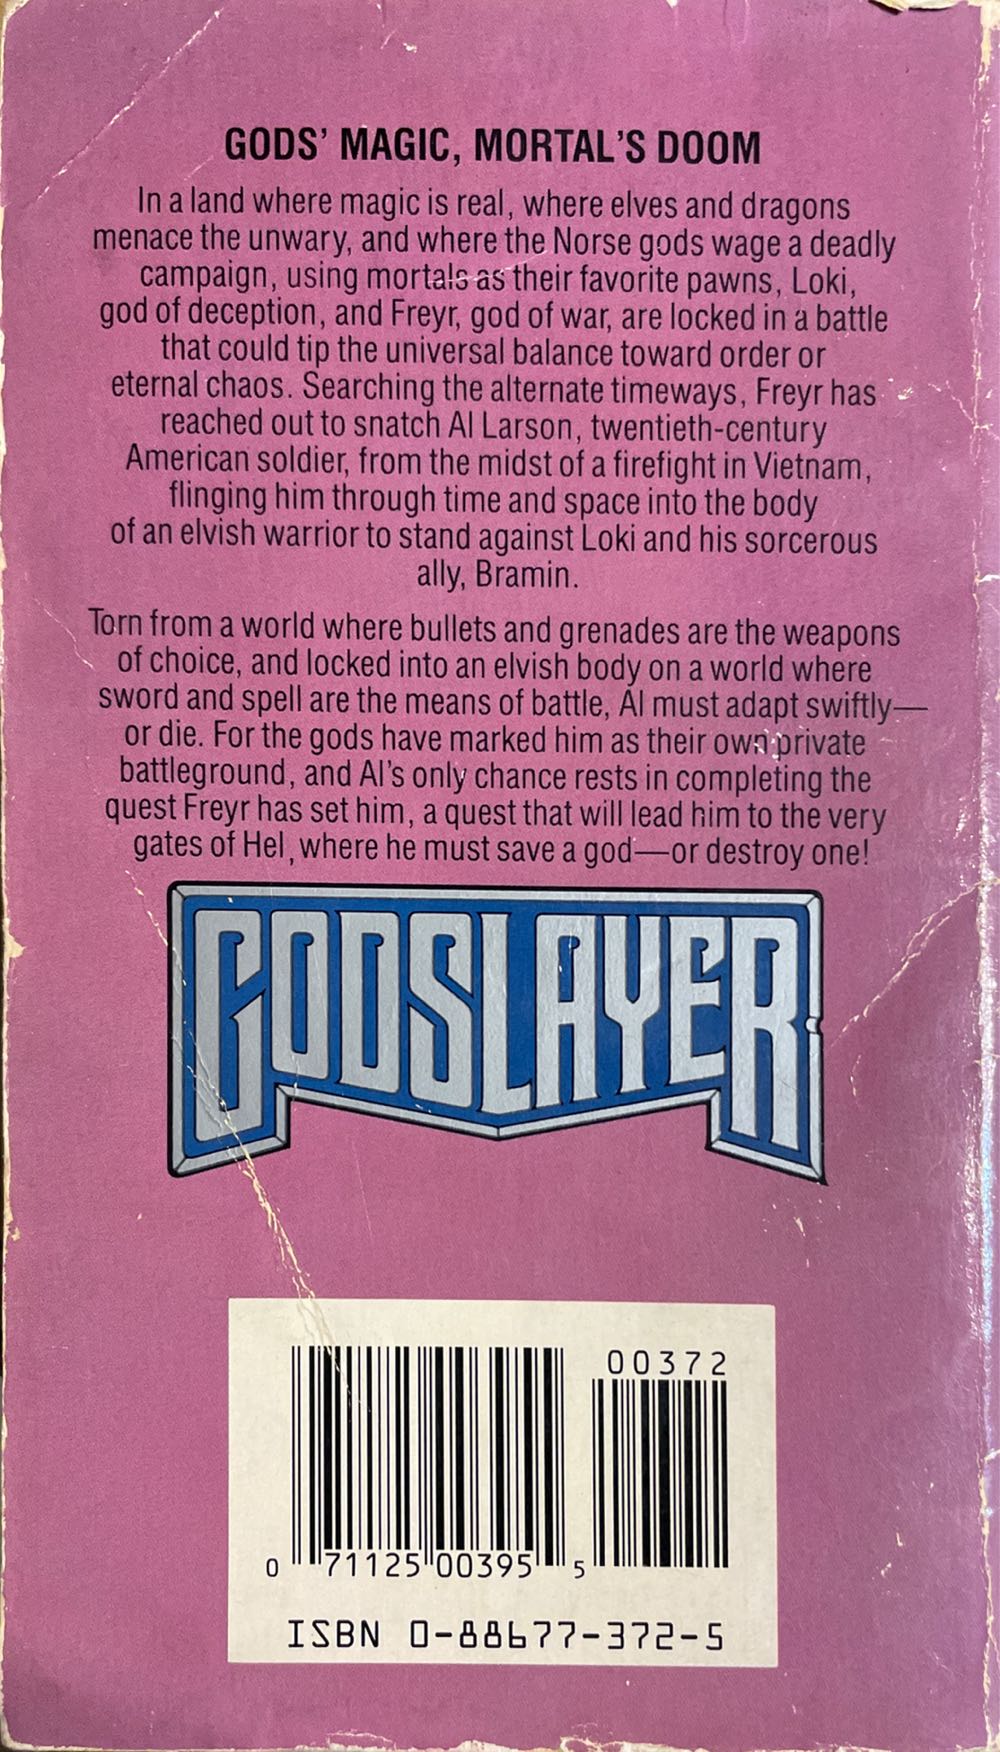 GODS' MAGIC, MORTAL'S DOOM
In a land where magic is real, where elves and dragons
menace the unwary, and where the Norse gods wage a deadly
campaign, using mortals as their favorite pawns, Loki,
god of deception, and Freyr, god of war, are locked in a battle
that could tip the universal balance toward order or
eternal chaos. Searching the alternate timeways, Freyr has
reached out to snatch Al Larson, twentieth-century
American soldier, from the midst of a firefight in Vietnam,
flinging him through time and space into the body
of an elvish warrior to stand against Loki and his sorcerous
ally, Bramin.
Torn from a world where bullets and grenades are the weapons
of choice, and locked into an elvish body on a world where
sword and spell are the means of battle, Al must adapt swiftly—
or die. For the gods have marked him as their own private
battleground, and Al's only chance rests in completing the
quest Freyr has set him, a quest that will lead him to the very
gates of Hel, where he must save a god—or destroy one!
GODSLAYER
00372
0 71125 00395 5
ISBN 0-88677-372-5